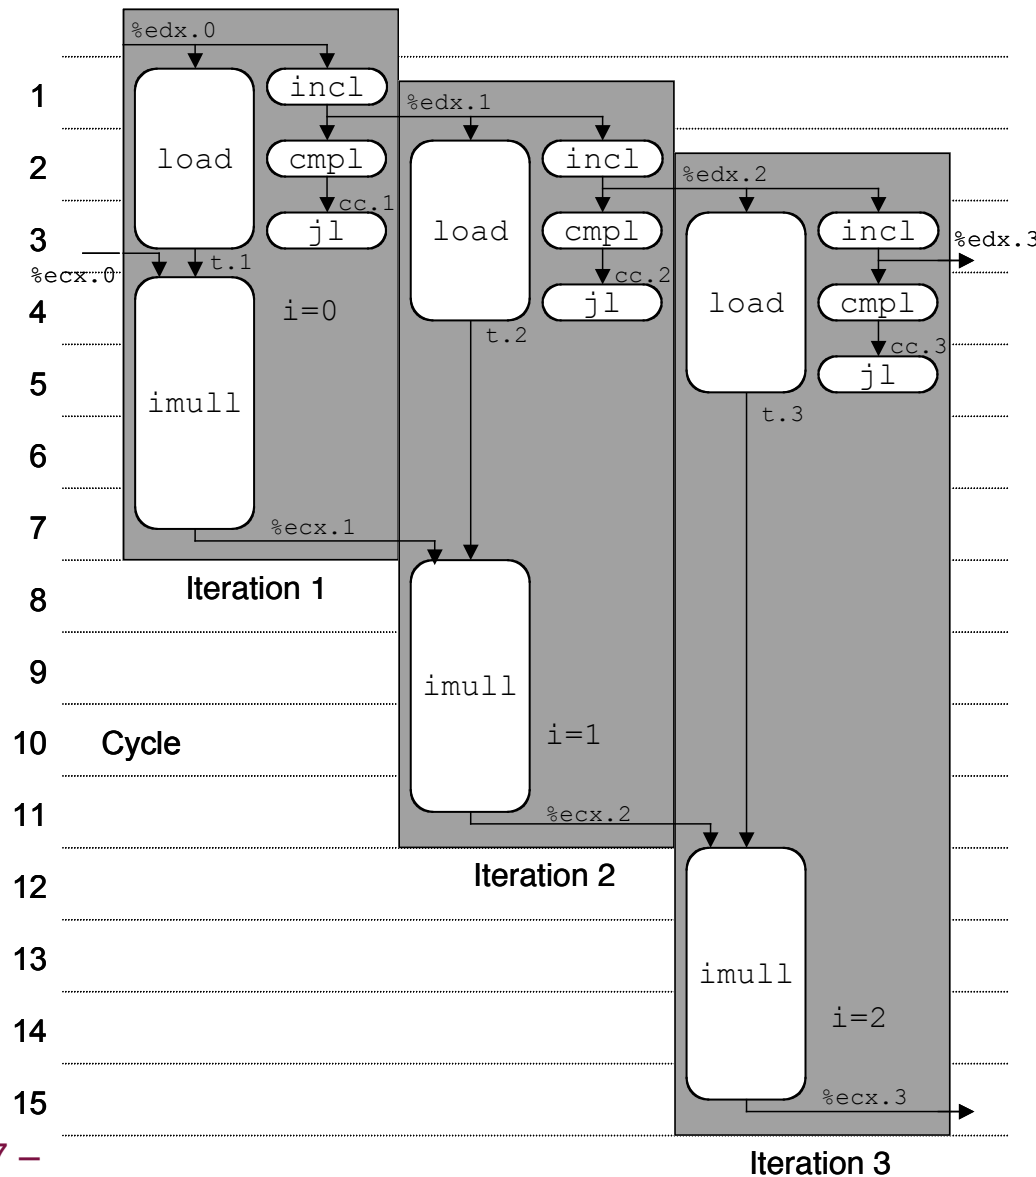 %edx.0
1
incl
%edx.1
2
load
cmpl
incl
%edx.2
cc.1
3
jl
load
cmpl
incl
%edx.3
%ecx.0
t.1
cc.2
4
i=0
jl
load
cmpl
t.2
cc.3
5
imull
jl
t.3
6
7
%ecx.1
Iteration 1
8
9
imull
10
Cycle
i=1
11
%ecx.2
Iteration 2
12
13
imull
14
i=2
15
%ecx.3
7 –
Iteration 3